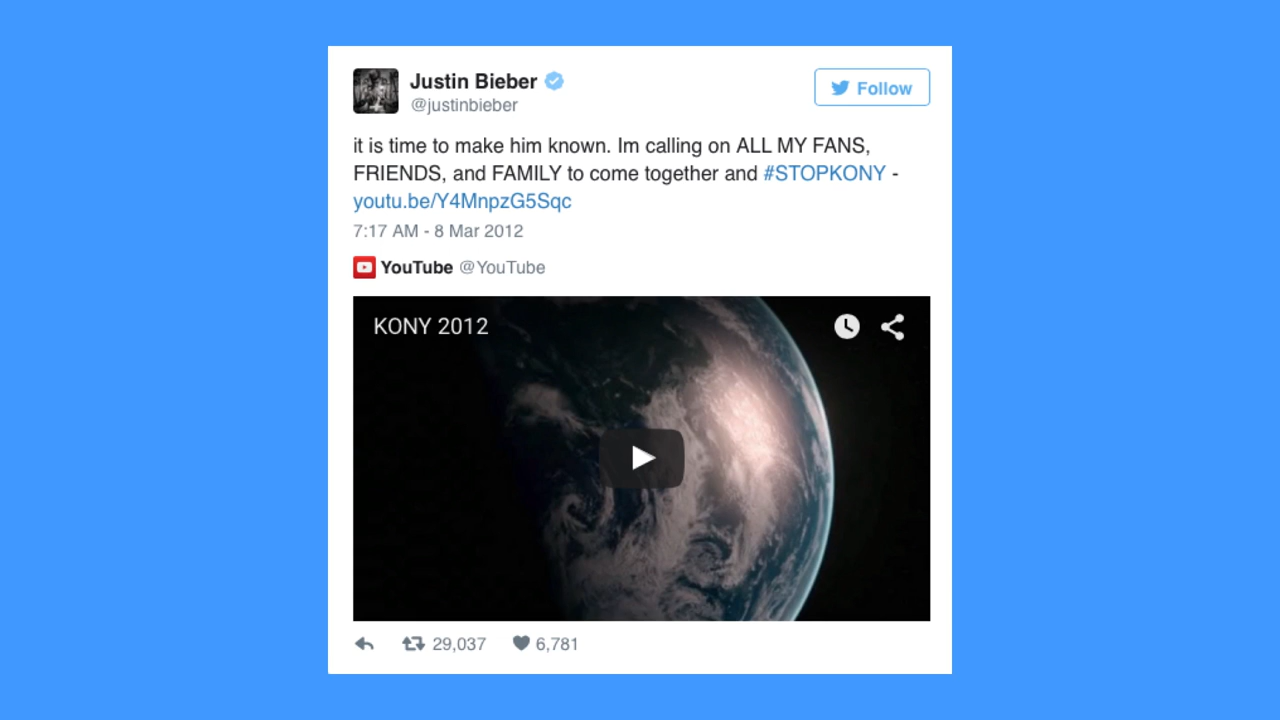 Justin Bieber
@justinbieber
Follow
it is time to make him known. Im calling on ALL MY FANS,
FRIENDS, and FAMILY to come together and #STOPKONY -
youtu.be/Y4MnpzG5Sqc
7:17 AM - 8 Mar 2012
YouTube @YouTube
KONY 2012
29,037 6,781